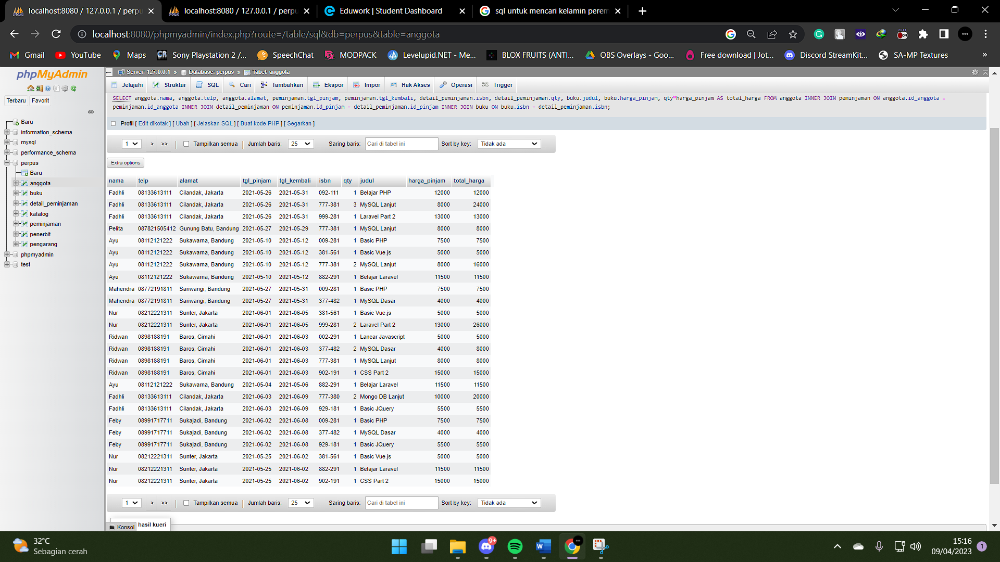 localhost:8080 / 127.0.0.1 / perpu
localhost:8080 / 127.0.0.1 / perpu
Eduwork | Student Dashboard
sql untuk mencari kelamin perem
localhost:8080/phpmyadmin/index.php?route=/table/sql&db=perpus&table=anggota
Gmail
YouTube
Maps
Sony Playstation 2 /...
SpeechChat
MODPACK
Levelupid.NET - Me...
BLOX FRUITS (ANTI...
OBS Overlays - Goo...
Free download | Jot...
Discord StreamKit...
SA-MP Textures
»
phpMyAdmin
Terbaru Favorit
Baru
information_schema
mysql
performance_schema
perpus
Baru
anggota
buku
detail_peminjaman
katalog
peminjaman
penerbit
pengarang
phpmyadmin
test
Server: 127.0.0.1 » Database: perpus » Tabel: anggota
Jelajahi Struktur SQL Cari Tambahkan Ekspor Impor Hak Akses Operasi Trigger
SELECT anggota.nama, anggota.telp, anggota.alamat, peminjaman.tgl_pinjam, peminjaman.tgl_kembali, detail_peminjaman.isbn, detail_peminjaman.qty, buku.judul, buku.harga_pinjam, qty*harga_pinjam AS total_harga FROM anggota INNER JOIN peminjaman ON anggota.id_anggota =
peminjaman.id_anggota INNER JOIN detail_peminjaman ON peminjaman.id_pinjam = detail_peminjaman.id_pinjam INNER JOIN buku ON buku.isbn = detail_peminjaman.isbn;
Profil [ Edit dikotak ] [ Ubah ] [ Jelaskan SQL ] [ Buat kode PHP ] [ Segarkan ]
1 > >> Tampilkan semua Jumlah baris: 25 Saring baris: Cari di tabel ini Sort by key: Tidak ada
Extra options
nama telp alamat tgl_pinjam tgl_kembali isbn qty judul harga_pinjam total_harga
Fadhli 08133613111 Cilandak, Jakarta 2021-05-26 2021-05-31 092-111 1 Belajar PHP 12000 12000
Fadhli 08133613111 Cilandak, Jakarta 2021-05-26 2021-05-31 777-381 3 MySQL Lanjut 8000 24000
Fadhli 08133613111 Cilandak, Jakarta 2021-05-26 2021-05-31 999-281 1 Laravel Part 2 13000 13000
Pelita 087821505412 Gunung Batu, Bandung 2021-05-27 2021-05-29 777-381 1 MySQL Lanjut 8000 8000
Ayu 08112121222 Sukawarna, Bandung 2021-05-10 2021-05-12 009-281 1 Basic PHP 7500 7500
Ayu 08112121222 Sukawarna, Bandung 2021-05-10 2021-05-12 381-561 1 Basic Vue.js 5000 5000
Ayu 08112121222 Sukawarna, Bandung 2021-05-10 2021-05-12 777-381 2 MySQL Lanjut 8000 16000
Ayu 08112121222 Sukawarna, Bandung 2021-05-10 2021-05-12 882-291 1 Belajar Laravel 11500 11500
Mahendra 08772191811 Sariwangi, Bandung 2021-05-27 2021-05-31 009-281 1 Basic PHP 7500 7500
Mahendra 08772191811 Sariwangi, Bandung 2021-05-27 2021-05-31 377-482 1 MySQL Dasar 4000 4000
Nur 08212221311 Sunter, Jakarta 2021-06-01 2021-06-05 381-561 1 Basic Vue.js 5000 5000
Nur 08212221311 Sunter, Jakarta 2021-06-01 2021-06-05 999-281 2 Laravel Part 2 13000 26000
Ridwan 0898188191 Baros, Cimahi 2021-06-01 2021-06-03 002-291 1 Lancar Javascript 5000 5000
Ridwan 0898188191 Baros, Cimahi 2021-06-01 2021-06-03 377-482 2 MySQL Dasar 4000 8000
Ridwan 0898188191 Baros, Cimahi 2021-06-01 2021-06-03 777-381 1 MySQL Lanjut 8000 8000
Ridwan 0898188191 Baros, Cimahi 2021-06-01 2021-06-03 902-191 1 CSS Part 2 15000 15000
Ayu 08112121222 Sukawarna, Bandung 2021-05-04 2021-05-06 882-291 1 Belajar Laravel 11500 11500
Fadhli 08133613111 Cilandak, Jakarta 2021-06-03 2021-06-09 777-380 2 Mongo DB Lanjut 10000 20000
Fadhli 08133613111 Cilandak, Jakarta 2021-06-03 2021-06-09 929-181 1 Basic JQuery 5500 5500
Feby 08991717711 Sukajadi, Bandung 2021-06-02 2021-06-08 009-281 1 Basic PHP 7500 7500
Feby 08991717711 Sukajadi, Bandung 2021-06-02 2021-06-08 377-482 1 MySQL Dasar 4000 4000
Feby 08991717711 Sukajadi, Bandung 2021-06-02 2021-06-08 929-181 1 Basic JQuery 5500 5500
Nur 08212221311 Sunter, Jakarta 2021-05-25 2021-06-02 381-561 1 Basic Vue.js 5000 5000
Nur 08212221311 Sunter, Jakarta 2021-05-25 2021-06-02 882-291 1 Belajar Laravel 11500 11500
Nur 08212221311 Sunter, Jakarta 2021-05-25 2021-06-02 902-191 1 CSS Part 2 15000 15000
1 > >> Tampilkan semua Jumlah baris: 25 Saring baris: Cari di tabel ini Sort by key: Tidak ada
Konsol hasil kueri
32°C
Sebagian cerah
9+
15:16
09/04/2023
1